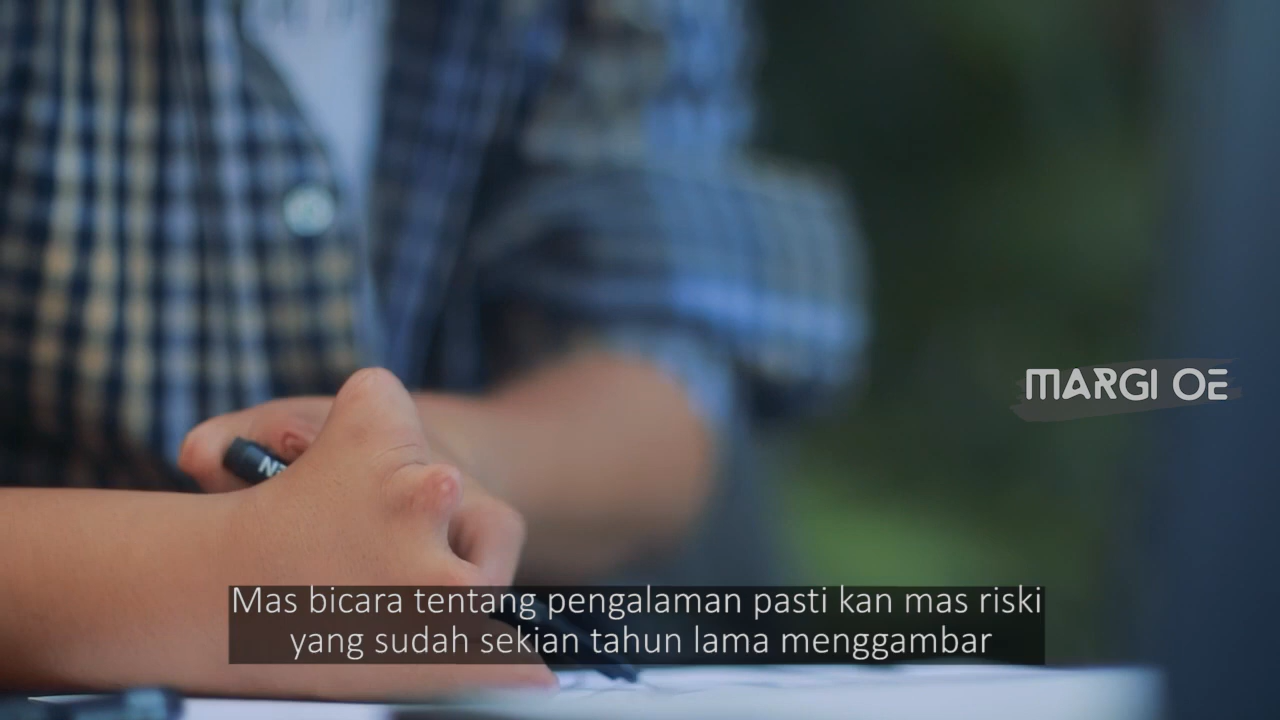 MARGI OE
Mas bicara tentang pengalaman pasti kan mas riski
yang sudah sekian tahun lama menggambar